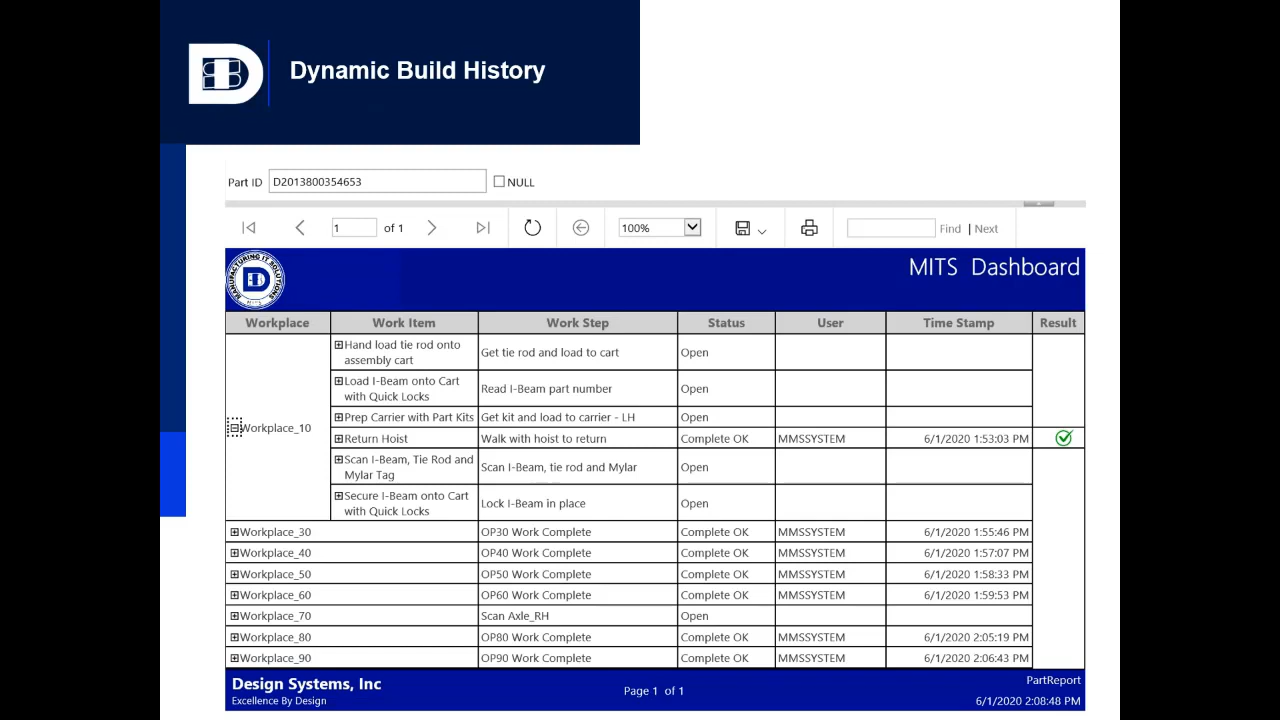 Dynamic Build History
Part ID D2013800354653 NULL
1 of 1 100% Find | Next
MANUFACTURING IT SOLUTIONS
MITS
MITS Dashboard
Workplace Work Item Work Step Status User Time Stamp Result
Hand load tie rod onto
assembly cart
Get tie rod and load to cart Open
Load I-Beam onto Cart
with Quick Locks
Read I-Beam part number Open
Prep Carrier with Part Kits Get kit and load to carrier - LH Open
Workplace_10
Return Hoist Walk with hoist to return Complete OK MMSSYSTEM 6/1/2020 1:53:03 PM
Scan I-Beam, Tie Rod and
Mylar Tag
Scan I-Beam, tie rod and Mylar Open
Secure I-Beam onto Cart
with Quick Locks
Lock I-Beam in place Open
Workplace_30 OP30 Work Complete Complete OK MMSSYSTEM 6/1/2020 1:55:46 PM
Workplace_40 OP40 Work Complete Complete OK MMSSYSTEM 6/1/2020 1:57:07 PM
Workplace_50 OP50 Work Complete Complete OK MMSSYSTEM 6/1/2020 1:58:33 PM
Workplace_60 OP60 Work Complete Complete OK MMSSYSTEM 6/1/2020 1:59:53 PM
Workplace_70 Scan Axle_RH Open
Workplace_80 OP80 Work Complete Complete OK MMSSYSTEM 6/1/2020 2:05:19 PM
Workplace_90 OP90 Work Complete Complete OK MMSSYSTEM 6/1/2020 2:06:43 PM
Design Systems, Inc
Excellence By Design
Page 1 of 1
PartReport
6/1/2020 2:08:48 PM